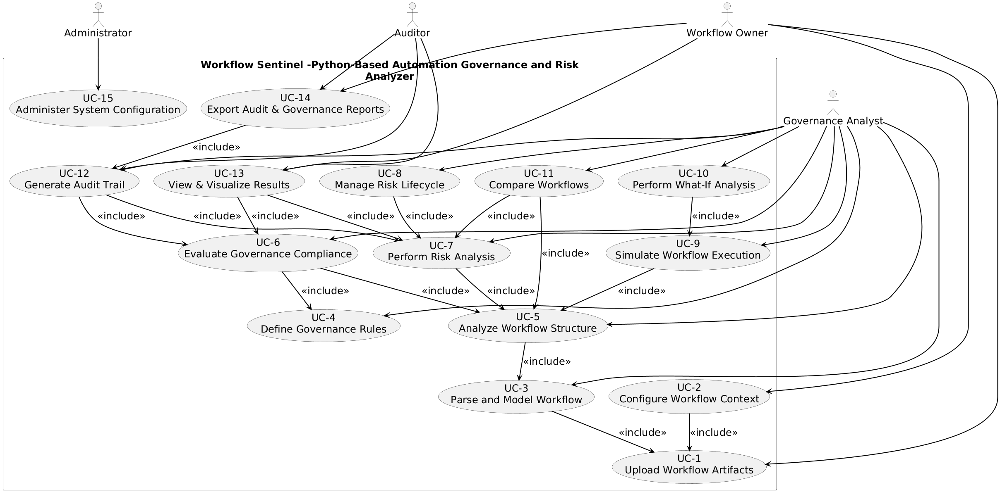 Administrator
Auditor
Workflow Owner
Workflow Sentinel -Python-Based Automation Governance and Risk
Analyzer
UC-15
Administer System Configuration
UC-14
Export Audit & Governance Reports
Governance Analyst
«include»
UC-12
Generate Audit Trail
UC-13
View & Visualize Results
UC-8
Manage Risk Lifecycle
UC-11
Compare Workflows
UC-10
Perform What-If Analysis
«include»
«include»
«include»
«include»
«include»
«include»
«include»
UC-6
Evaluate Governance Compliance
UC-7
Perform Risk Analysis
«include»
UC-9
Simulate Workflow Execution
«include»
«include»
«include»
«include»
UC-4
Define Governance Rules
UC-5
Analyze Workflow Structure
«include»
UC-3
Parse and Model Workflow
UC-2
Configure Workflow Context
«include»
«include»
UC-1
Upload Workflow Artifacts